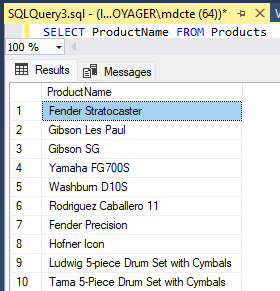 SQLQuery3.sql - (l...OYAGER\mdcte (64))*
SELECT ProductName FROM Products
100 %
Results Messages
ProductName
1 Fender Stratocaster
2 Gibson Les Paul
3 Gibson SG
4 Yamaha FG700S
5 Washburn D10S
6 Rodriguez Caballero 11
7 Fender Precision
8 Hofner Icon
9 Ludwig 5-piece Drum Set with Cymbals
10 Tama 5-Piece Drum Set with Cymbals